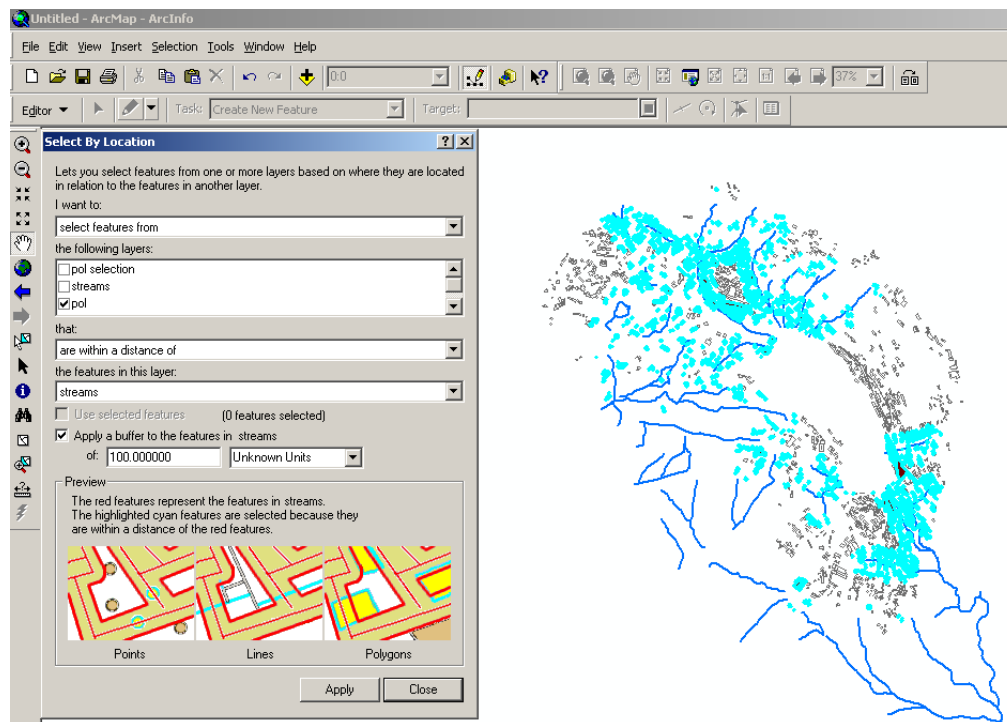 Untitled - ArcMap - ArcInfo
File Edit View Insert Selection Tools Window Help
0:0
37%
Editor
Task: Create New Feature
Target:
Select By Location
Lets you select features from one or more layers based on where they are located
in relation to the features in another layer.
I want to:
select features from
the following layers:
pol selection
streams
pol
that:
are within a distance of
the features in this layer:
streams
Use selected features (0 features selected)
Apply a buffer to the features in streams
of: 100.000000 Unknown Units
Preview
The red features represent the features in streams.
The highlighted cyan features are selected because they
are within a distance of the red features.
Points Lines Polygons
Apply Close